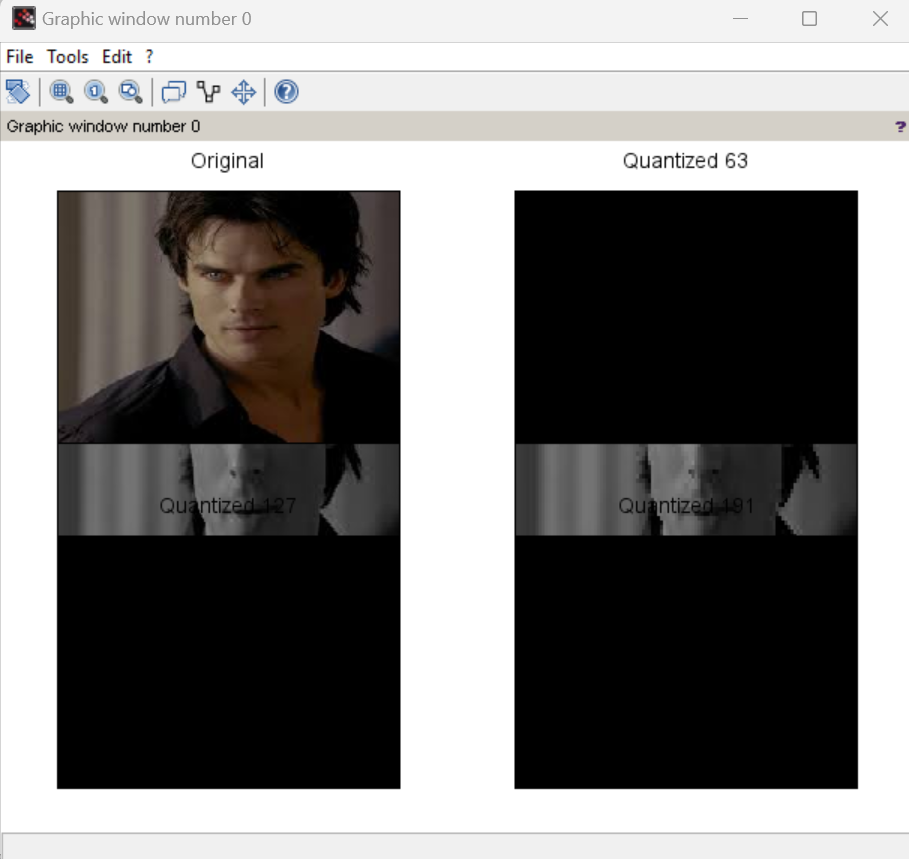 Graphic window number 0
File Tools Edit ?
Graphic window number 0 ?
Original
Quantized 63
Quantized 127
Quantized 191